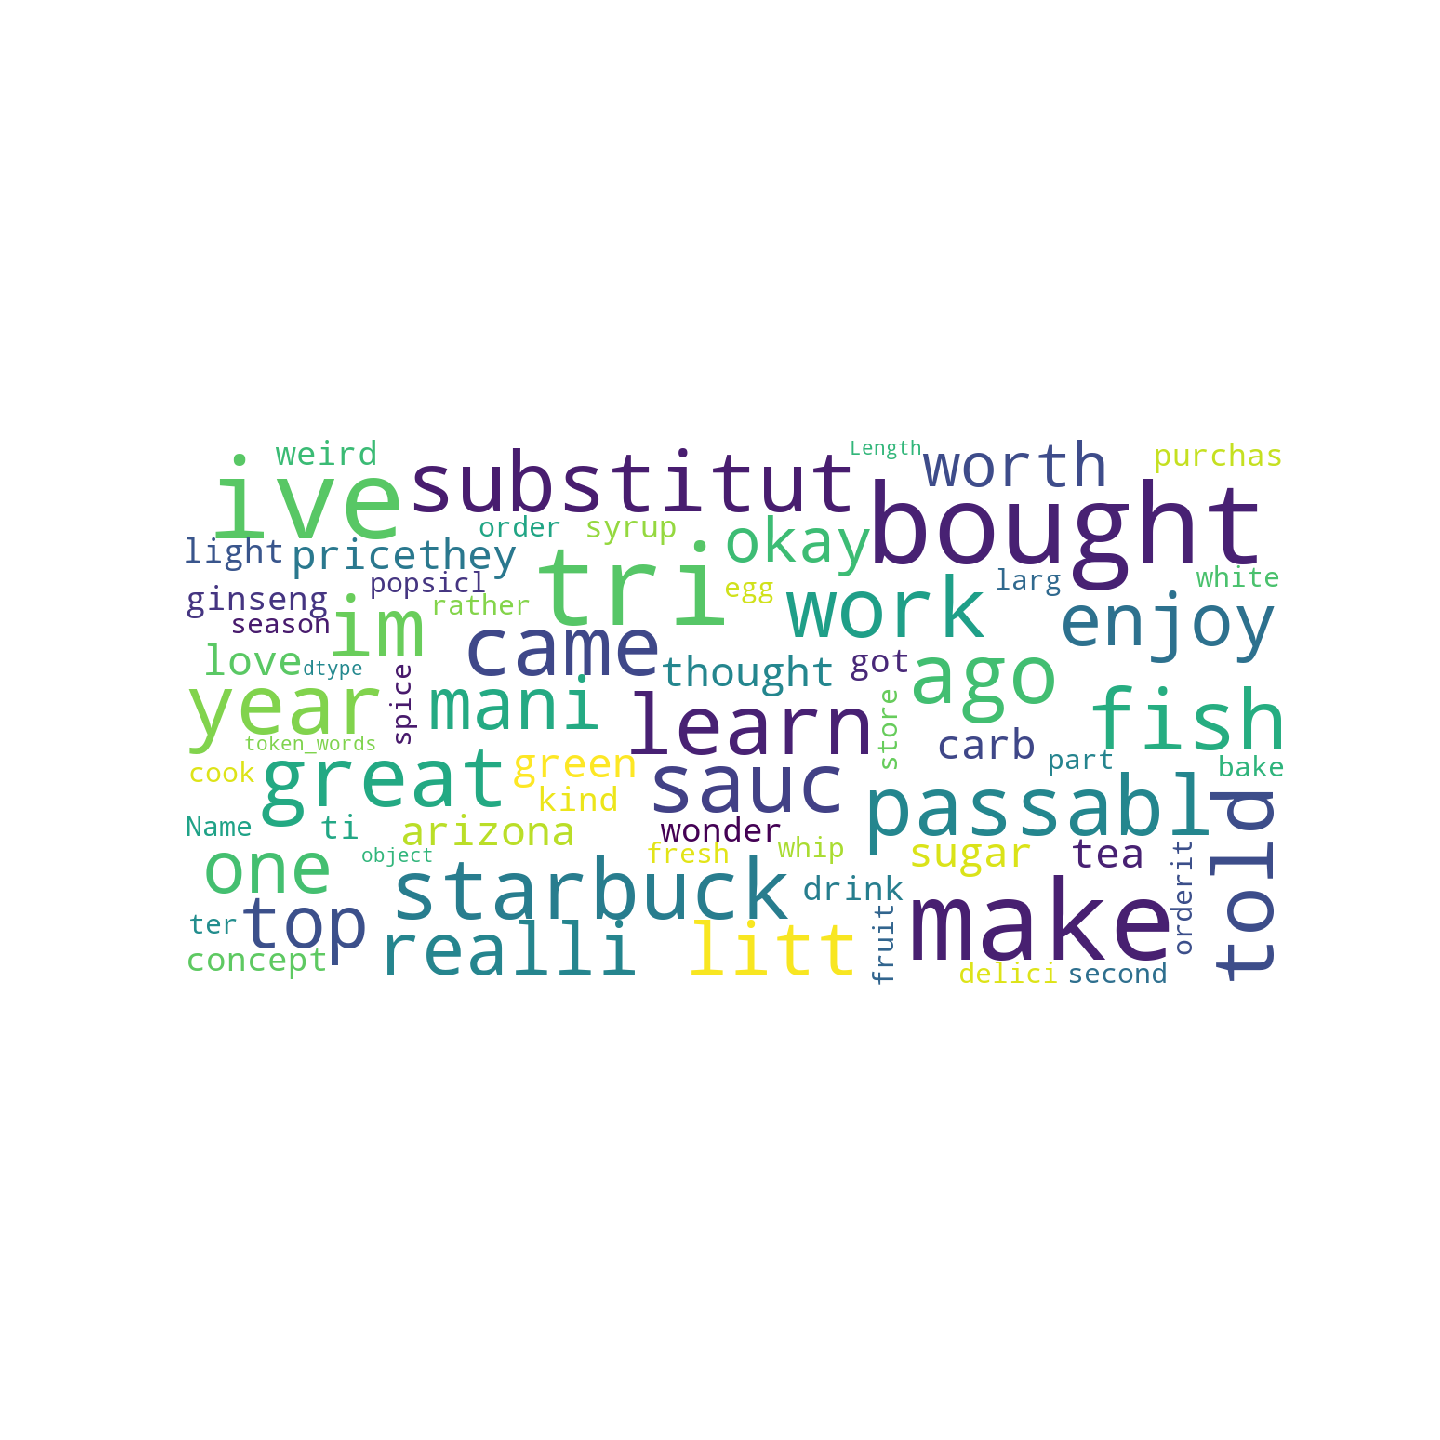 weird
ive
substitut
Length
worth
purchas
bought
order
syrup
okay
light
pricethey
popsicl
tri
egg
work
larg
white
ginseng
season
im
rather
came
enjoy
love
dtype
thought
got
ago
year
spice
mani
learn
store
fish
token_words
carb
part
cook
great
green
sauc
bake
kind
passabl
told
Name
ti
arizona
wonder
whip
fresh
sugar
tea
orderit
one
object
starbuck
drink
make
ter
top
realli
litt
fruit
concept
delici
second